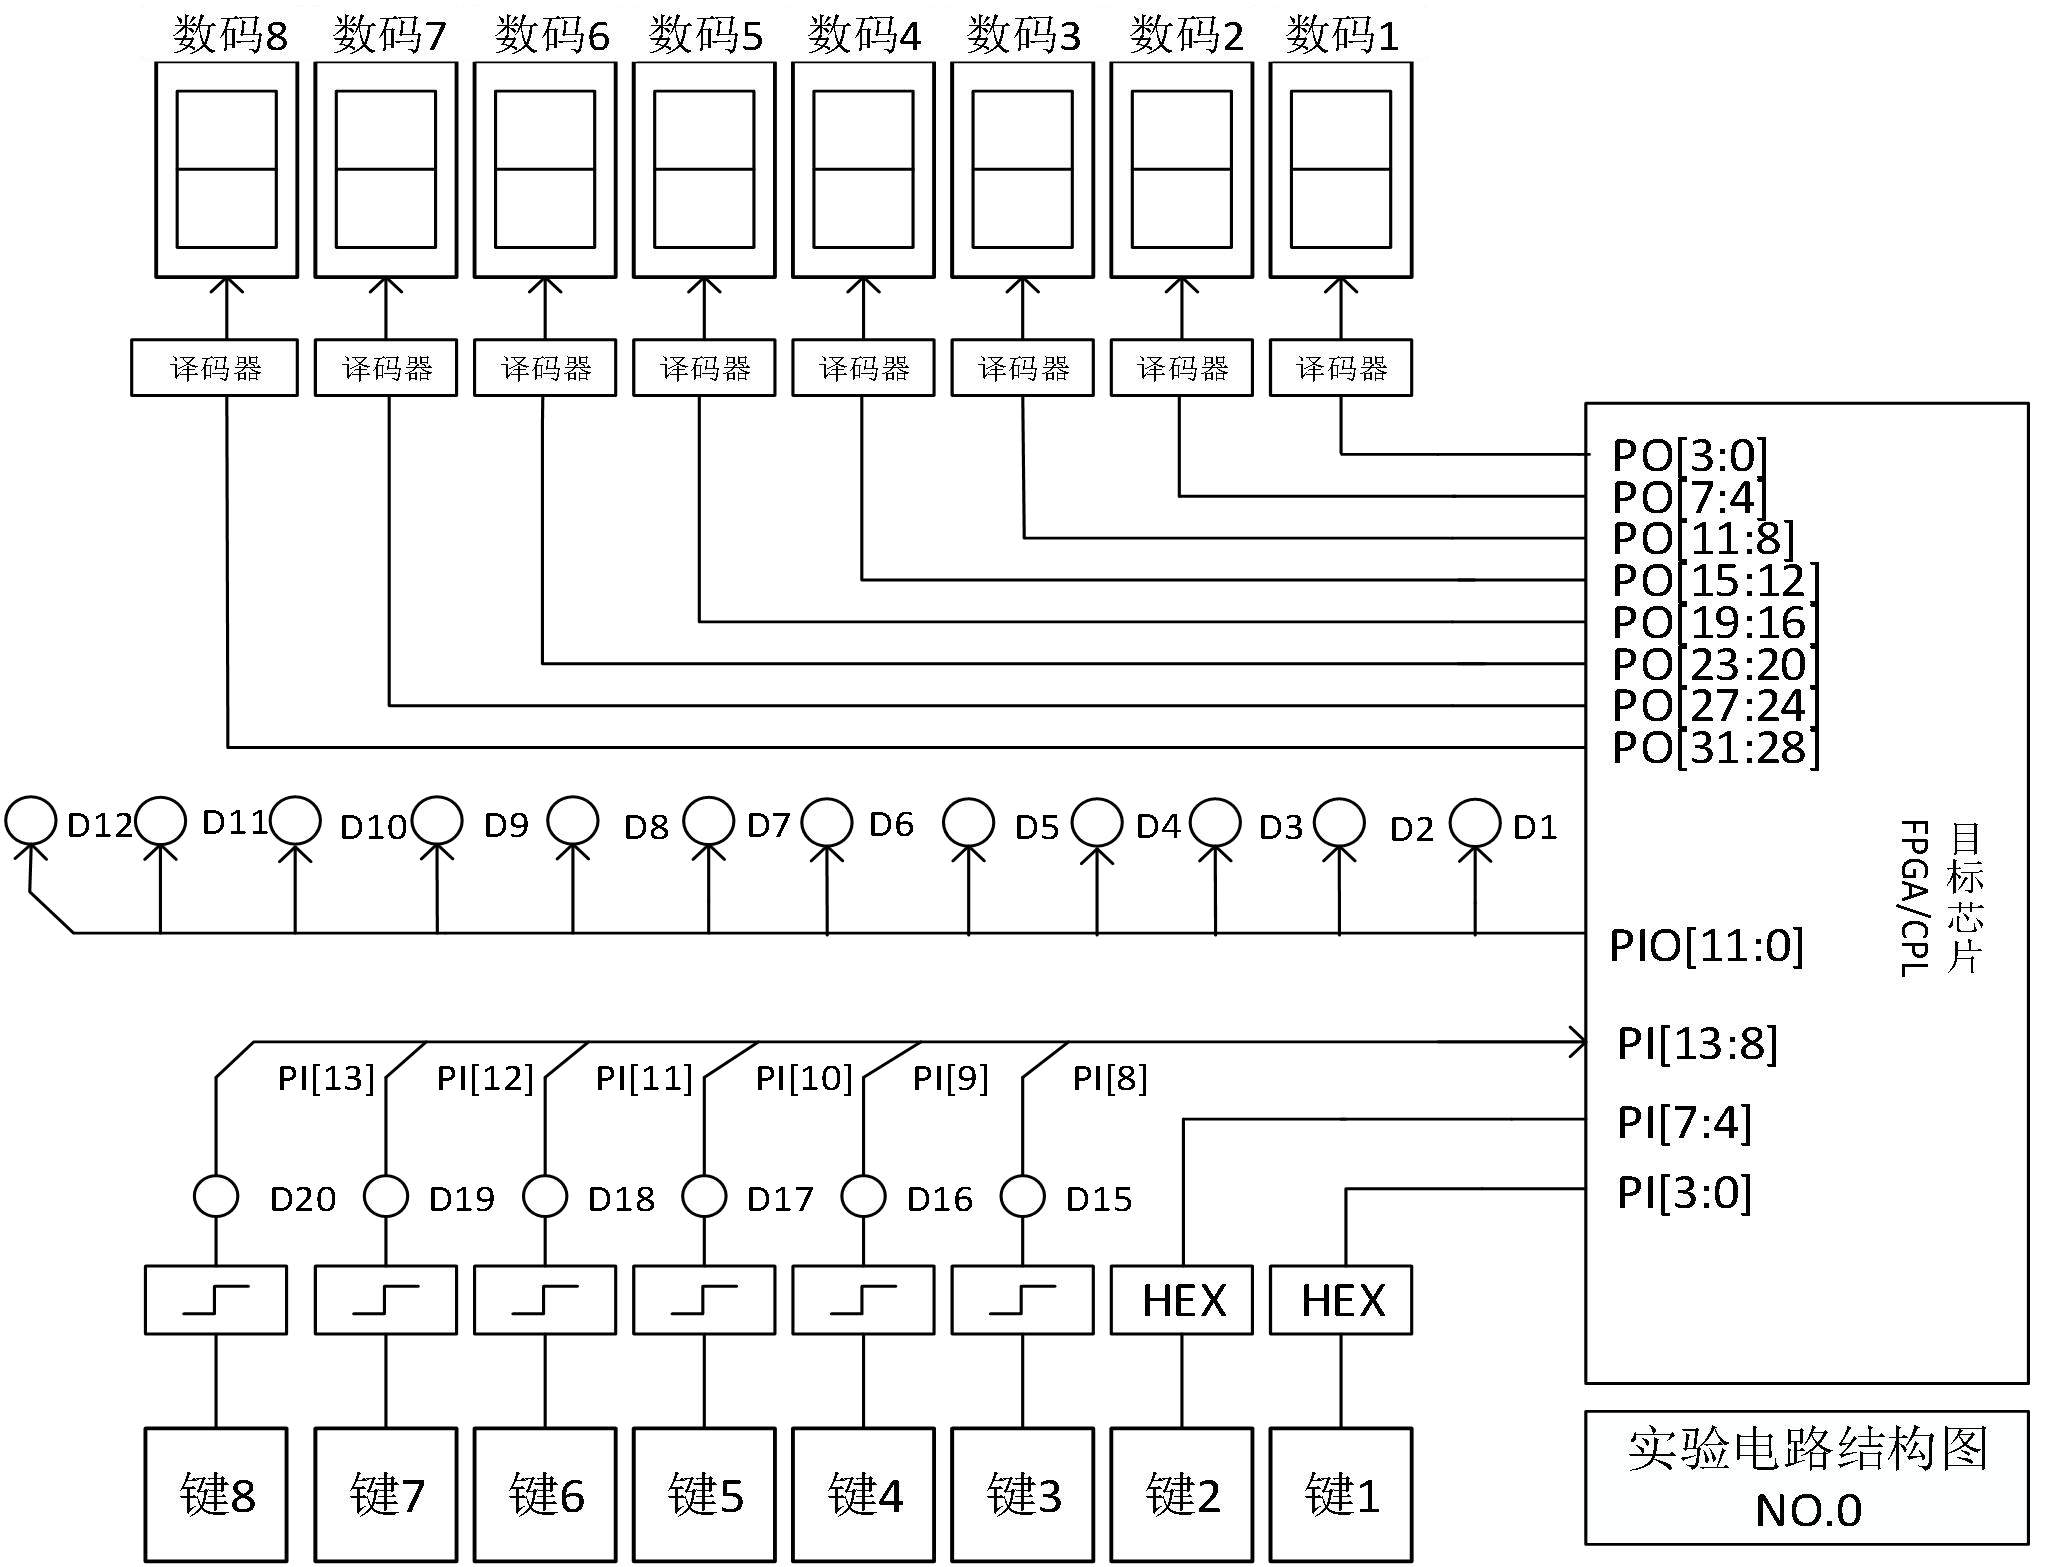 数码8 数码7 数码6 数码5 数码4 数码3 数码2 数码1
译码器 译码器 译码器 译码器 译码器 译码器 译码器 译码器
PO[3:0]
PO[7:4]
PO[11:8]
PO[15:12]
PO[19:16]
PO[23:20]
PO[27:24]
PO[31:28]
D12 D11 D10 D9 D8 D7 D6 D5 D4 D3 D2 D1
目标芯片
FPGA/CPL
PIO[11:0]
PI[13:8]
PI[13] PI[12] PI[11] PI[10] PI[9] PI[8]
PI[7:4]
PI[3:0]
D20 D19 D18 D17 D16 D15
HEX HEX
键8 键7 键6 键5 键4 键3 键2 键1
实验电路结构图
NO.0